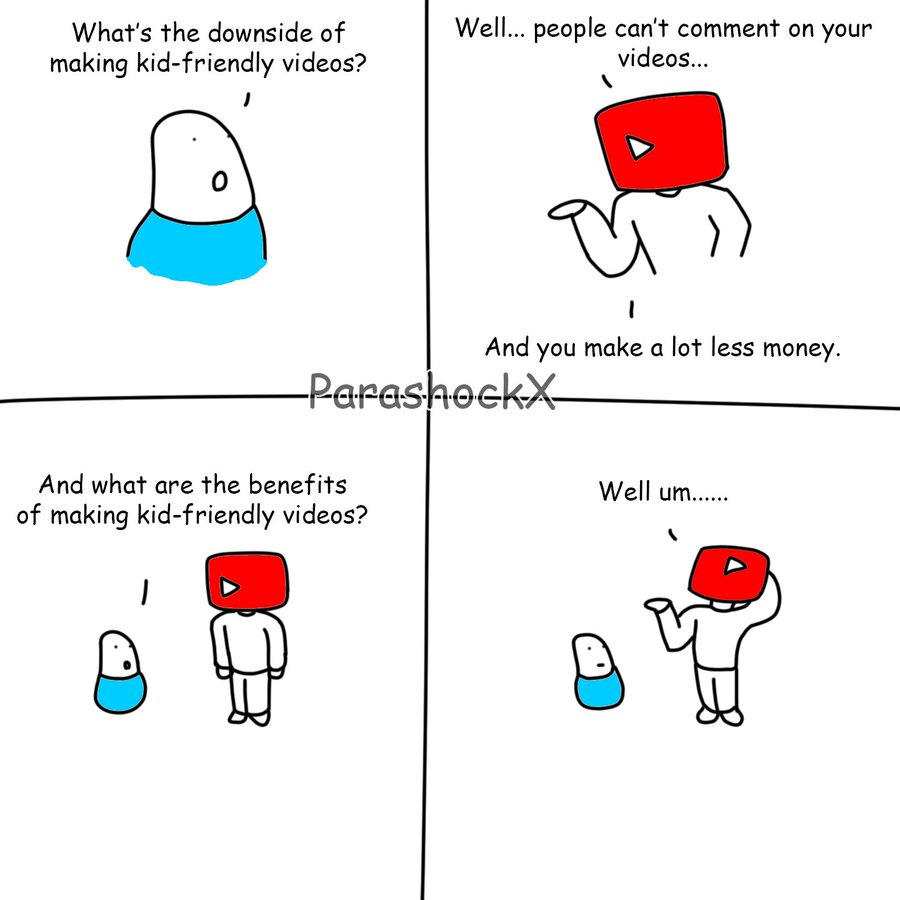 What's the downside of
making kid-friendly videos?
Well... people can't comment on your
videos...
And you make a lot less money.
ParashockX
And what are the benefits
of making kid-friendly videos?
Well um......